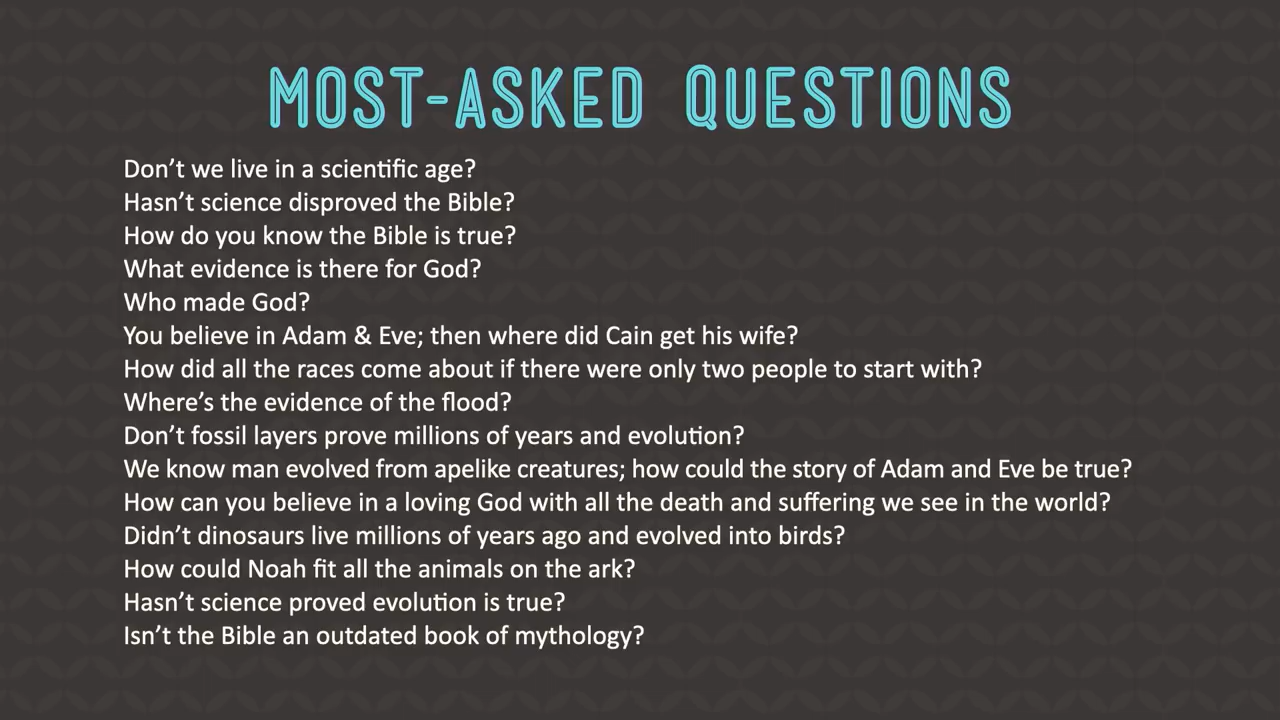 MOST-ASKED QUESTIONS
Don’t we live in a scientific age?
Hasn’t science disproved the Bible?
How do you know the Bible is true?
What evidence is there for God?
Who made God?
You believe in Adam & Eve; then where did Cain get his wife?
How did all the races come about if there were only two people to start with?
Where’s the evidence of the flood?
Don’t fossil layers prove millions of years and evolution?
We know man evolved from apelike creatures; how could the story of Adam and Eve be true?
How can you believe in a loving God with all the death and suffering we see in the world?
Didn’t dinosaurs live millions of years ago and evolved into birds?
How could Noah fit all the animals on the ark?
Hasn’t science proved evolution is true?
Isn’t the Bible an outdated book of mythology?